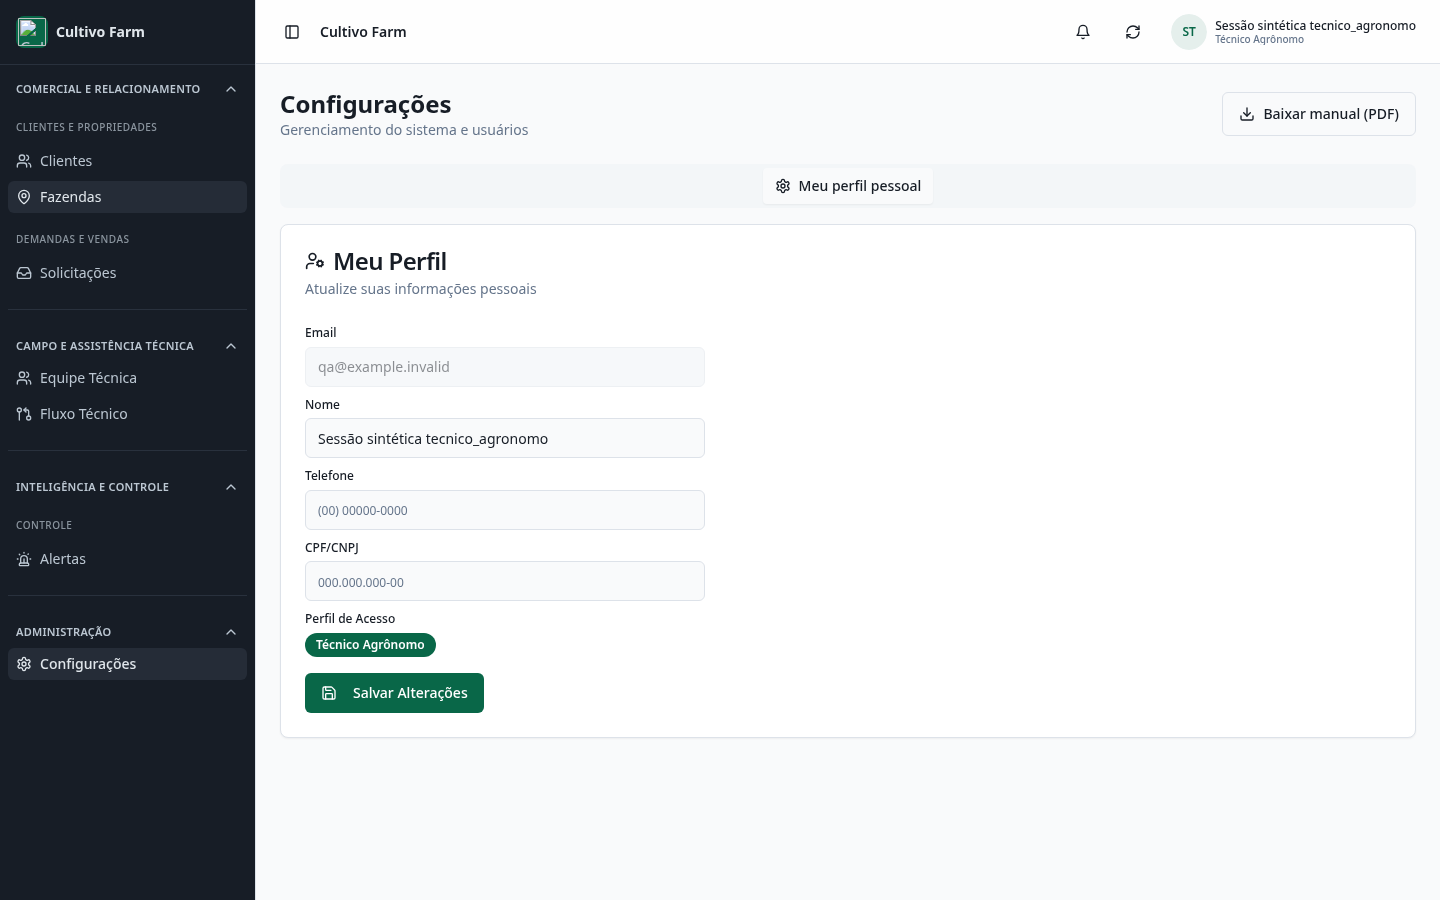 Cultivo Farm
COMERCIAL E RELACIONAMENTO
CLIENTES E PROPRIEDADES
Clientes
Fazendas
DEMANDAS E VENDAS
Solicitações
CAMPO E ASSISTÊNCIA TÉCNICA
Equipe Técnica
Fluxo Técnico
INTELIGÊNCIA E CONTROLE
CONTROLE
Alertas
ADMINISTRAÇÃO
Configurações
Cultivo Farm
ST
Sessão sintética tecnico_agronomo
Técnico Agrônomo
Configurações
Gerenciamento do sistema e usuários
Baixar manual (PDF)
Meu perfil pessoal
Meu Perfil
Atualize suas informações pessoais
Email
qa@example.invalid
Nome
Sessão sintética tecnico_agronomo
Telefone
(00) 00000-0000
CPF/CNPJ
000.000.000-00
Perfil de Acesso
Técnico Agrônomo
Salvar Alterações